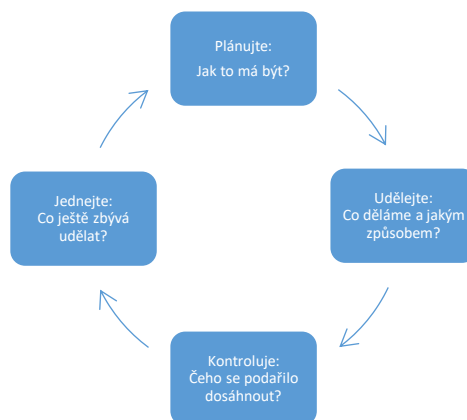 Plánujte:
Jak to má být?
Udělejte:
Co děláme a jakým
způsobem?
Kontroluje:
Čeho se podařilo
dosáhnout?
Jednejte:
Co ještě zbývá
udělat?